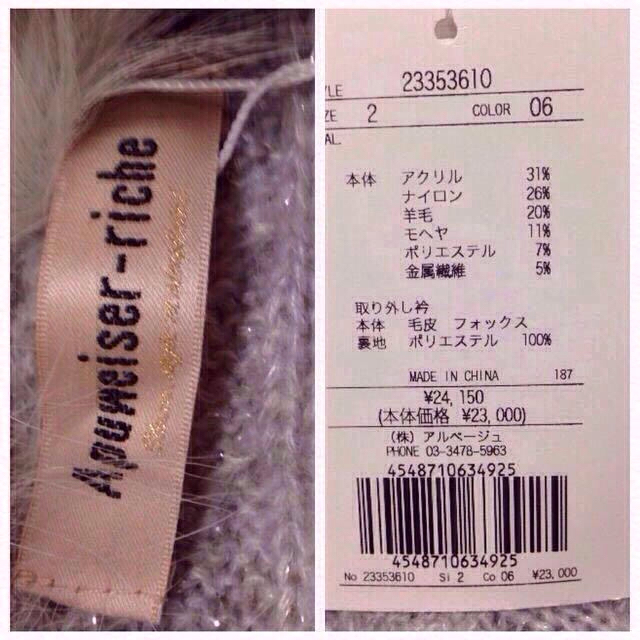 Apuweiser-riche
YLE 23353610
ZE 2 COLOR 06
AL
本体 アクリル 31%
ナイロン 26%
羊毛 20%
モヘヤ 11%
ポリエステル 7%
金属繊維 5%
取り外し衿
本体 毛皮 フォックス
裏地 ポリエステル 100%
MADE IN CHINA 187
¥24,150
(本体価格 ¥23,000)
(株) アルページュ
PHONE 03-3478-5963
4548710634925
4548710634925
No 23353610 Si 2 Co 06 ¥23,000